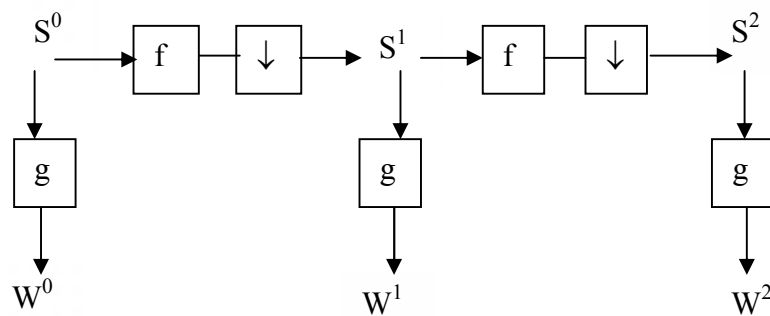 S⁰ f ↓ S¹ f ↓ S²
g g g
W⁰ W¹ W²